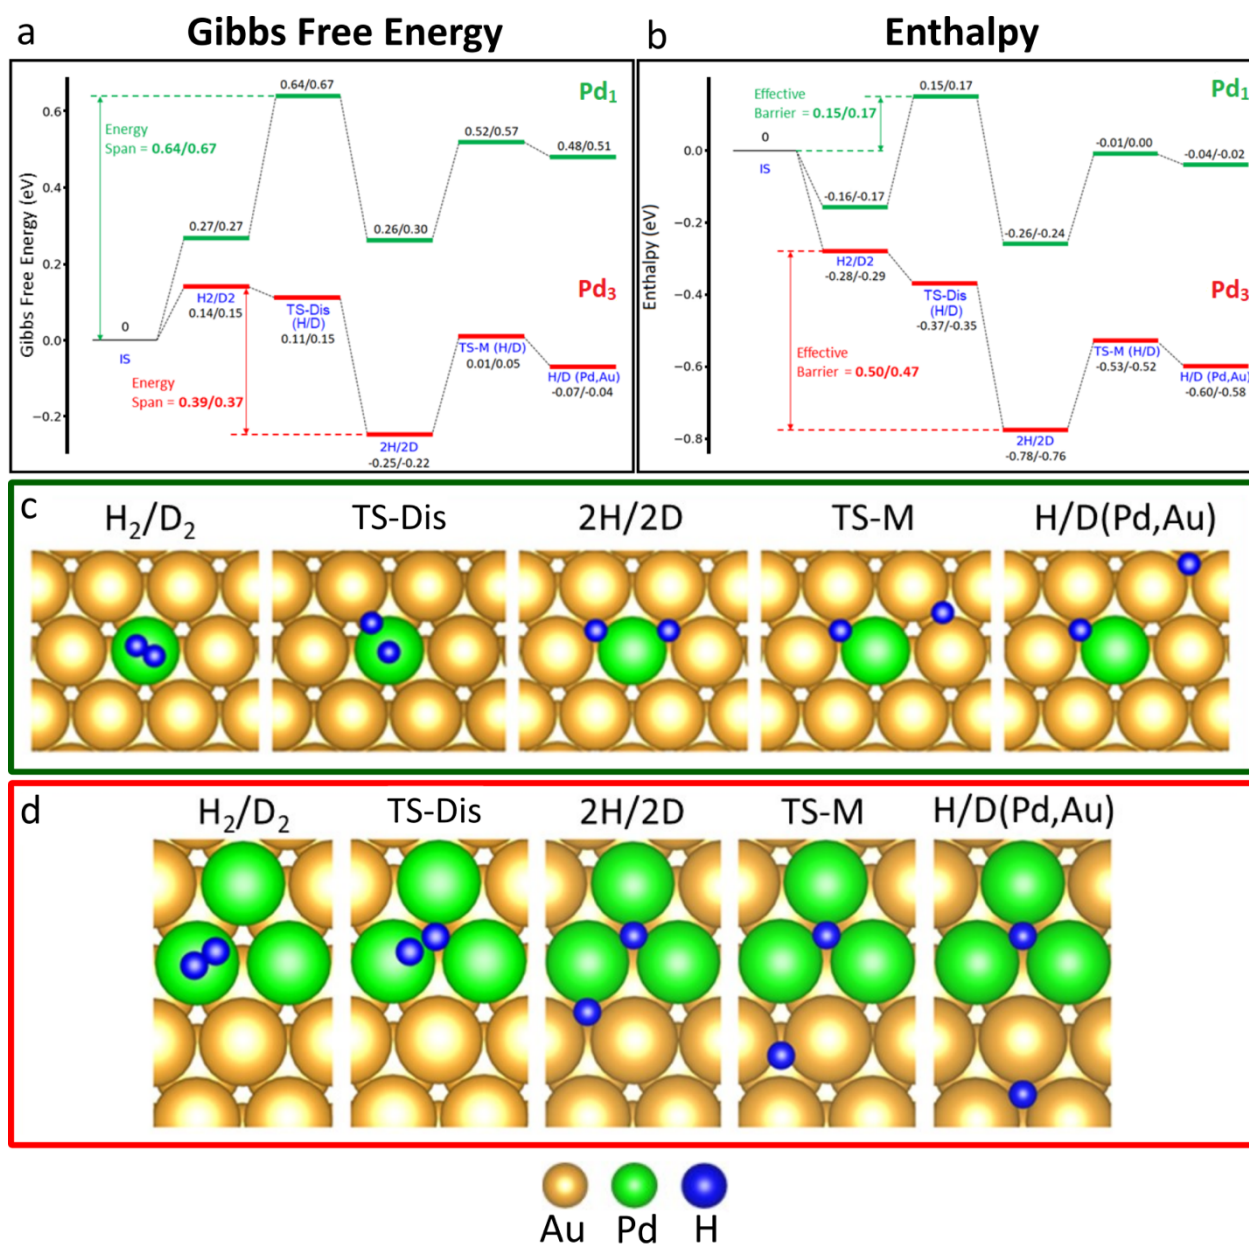 a
Gibbs Free Energy
b
Enthalpy
Gibbs Free Energy (eV)
0.6
0.4
0.2
0.0
−0.2
Pd1
Energy
Span = 0.64/0.67
0
IS
0.27/0.27
0.64/0.67
0.26/0.30
0.52/0.57
0.48/0.51
Pd3
H2/D2
0.14/0.15
TS-Dis
(H/D)
0.11/0.15
Energy
Span = 0.39/0.37
2H/2D
-0.25/-0.22
TS-M (H/D)
0.01/0.05
H/D (Pd,Au)
-0.07/-0.04
Enthalpy (eV)
0.0
−0.2
−0.4
−0.6
−0.8
Pd1
Effective
Barrier = 0.15/0.17
0
IS
-0.16/-0.17
0.15/0.17
-0.26/-0.24
-0.01/0.00
-0.04/-0.02
Pd3
H2/D2
-0.28/-0.29
TS-Dis
(H/D)
-0.37/-0.35
Effective
Barrier = 0.50/0.47
2H/2D
-0.78/-0.76
TS-M (H/D)
-0.53/-0.52
H/D (Pd,Au)
-0.60/-0.58
c
H2/D2
TS-Dis
2H/2D
TS-M
H/D(Pd,Au)
d
H2/D2
TS-Dis
2H/2D
TS-M
H/D(Pd,Au)
Au
Pd
H